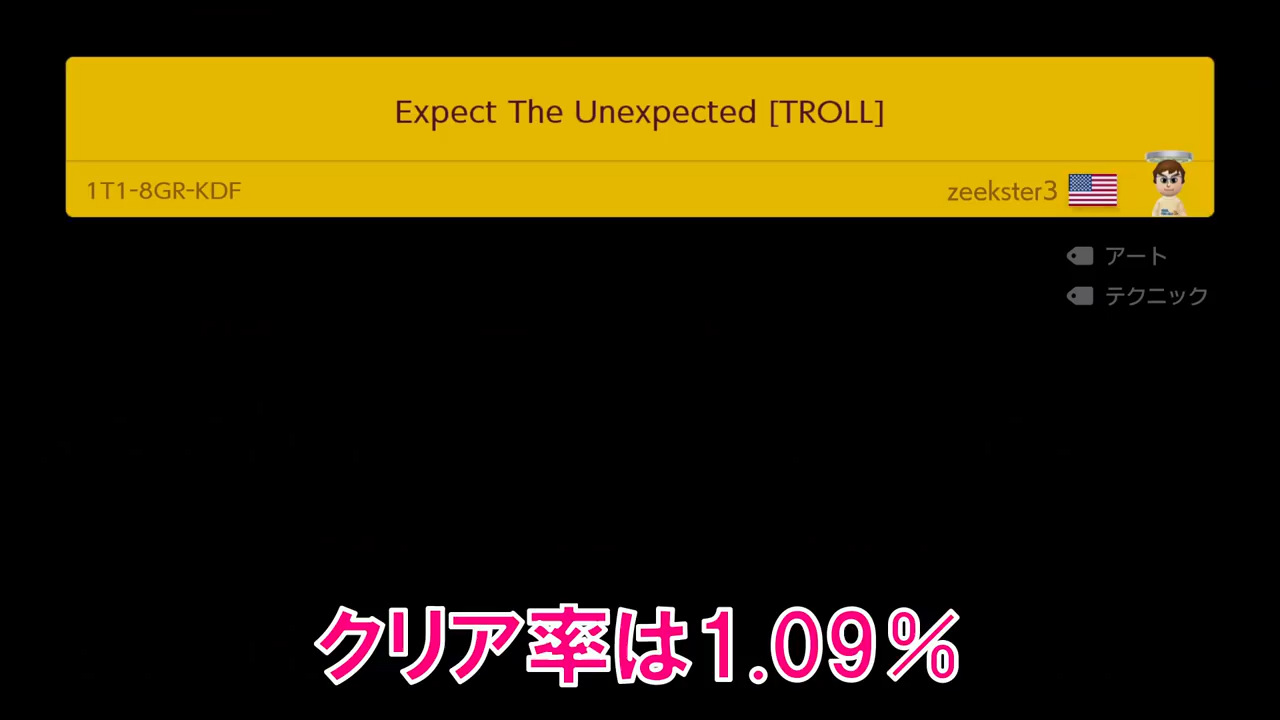 Expect The Unexpected [TROLL]
1T1-8GR-KDF
zeekster3
アート
テクニック
クリア率は1.09%